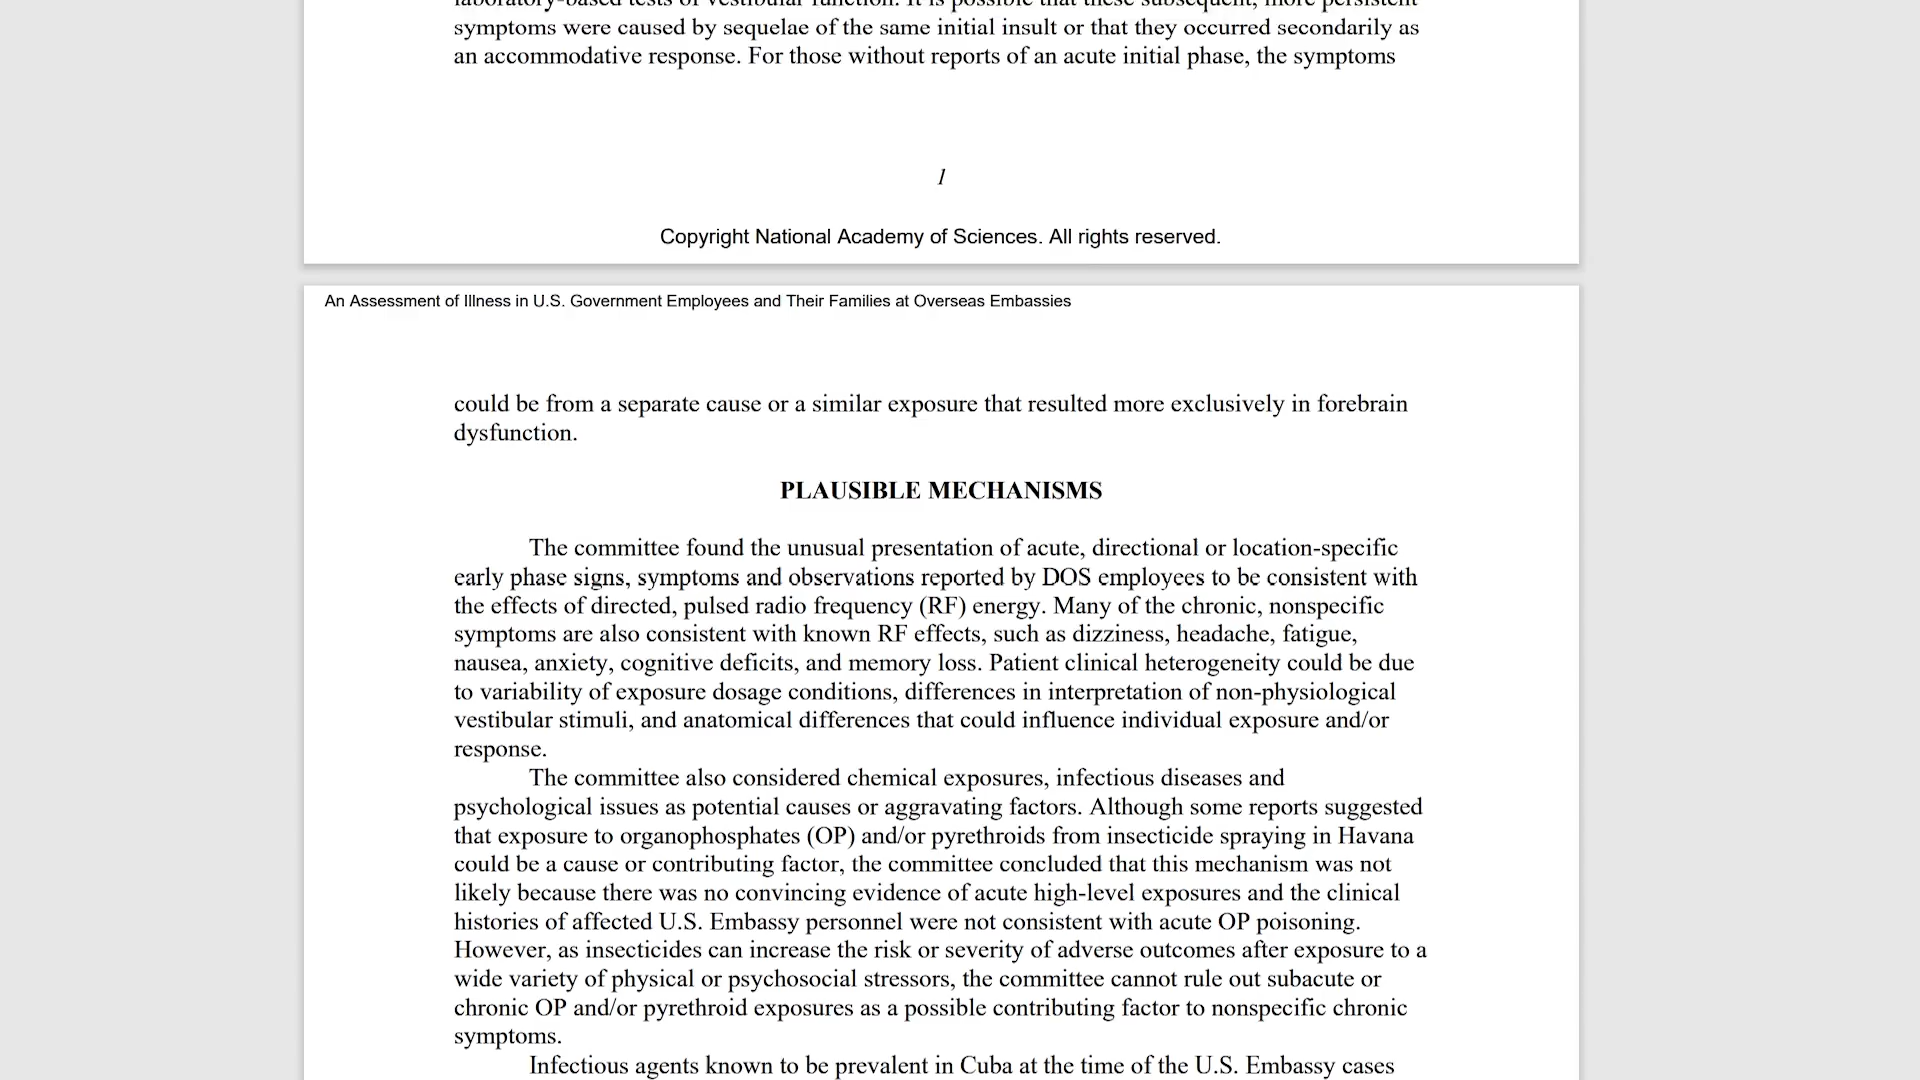 laboratory-based tests of vestibular function. It is possible that these subsequent, more persistent
symptoms were caused by sequelae of the same initial insult or that they occurred secondarily as
an accommodative response. For those without reports of an acute initial phase, the symptoms
1
Copyright National Academy of Sciences. All rights reserved.
An Assessment of Illness in U.S. Government Employees and Their Families at Overseas Embassies
could be from a separate cause or a similar exposure that resulted more exclusively in forebrain
dysfunction.
PLAUSIBLE MECHANISMS
The committee found the unusual presentation of acute, directional or location-specific
early phase signs, symptoms and observations reported by DOS employees to be consistent with
the effects of directed, pulsed radio frequency (RF) energy. Many of the chronic, nonspecific
symptoms are also consistent with known RF effects, such as dizziness, headache, fatigue,
nausea, anxiety, cognitive deficits, and memory loss. Patient clinical heterogeneity could be due
to variability of exposure dosage conditions, differences in interpretation of non-physiological
vestibular stimuli, and anatomical differences that could influence individual exposure and/or
response.
The committee also considered chemical exposures, infectious diseases and
psychological issues as potential causes or aggravating factors. Although some reports suggested
that exposure to organophosphates (OP) and/or pyrethroids from insecticide spraying in Havana
could be a cause or contributing factor, the committee concluded that this mechanism was not
likely because there was no convincing evidence of acute high-level exposures and the clinical
histories of affected U.S. Embassy personnel were not consistent with acute OP poisoning.
However, as insecticides can increase the risk or severity of adverse outcomes after exposure to a
wide variety of physical or psychosocial stressors, the committee cannot rule out subacute or
chronic OP and/or pyrethroid exposures as a possible contributing factor to nonspecific chronic
symptoms.
Infectious agents known to be prevalent in Cuba at the time of the U.S. Embassy cases